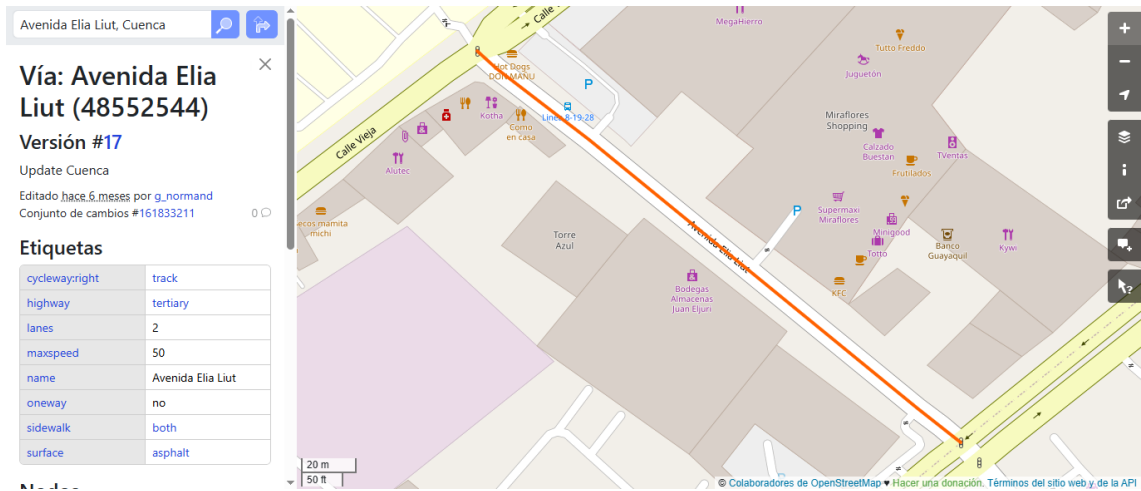 Avenida Elia Liut, Cuenca
Vía: Avenida Elia
Liut (48552544)
Versión #17
Update Cuenca
Editado hace 6 meses por g_normand
Conjunto de cambios #161833211
0
Etiquetas
cycleway:right track
highway tertiary
lanes 2
maxspeed 50
name Avenida Elia Liut
oneway no
sidewalk both
surface asphalt
MegaHierro
Tutto Freddo
Juguetón
Hot Dogs
DON MANU
P
Linea 8-19-28
Kotha
Como
en casa
Calle Vieja
Alutec
mamita
michi
Miraflores
Shopping
Calzado
Buestan
TVentas
Frutilados
P
Supermaxi
Miraflores
Minigood
Totto
Banco
Guayaquil
Kywi
KFC
Torre
Azul
Avenida Elia Liut
Bodegas
Almacenas
Juan Eljuri
20 m
50 ft
© Colaboradores de OpenStreetMap ♥ Hacer una donación. Términos del sitio web y de la API